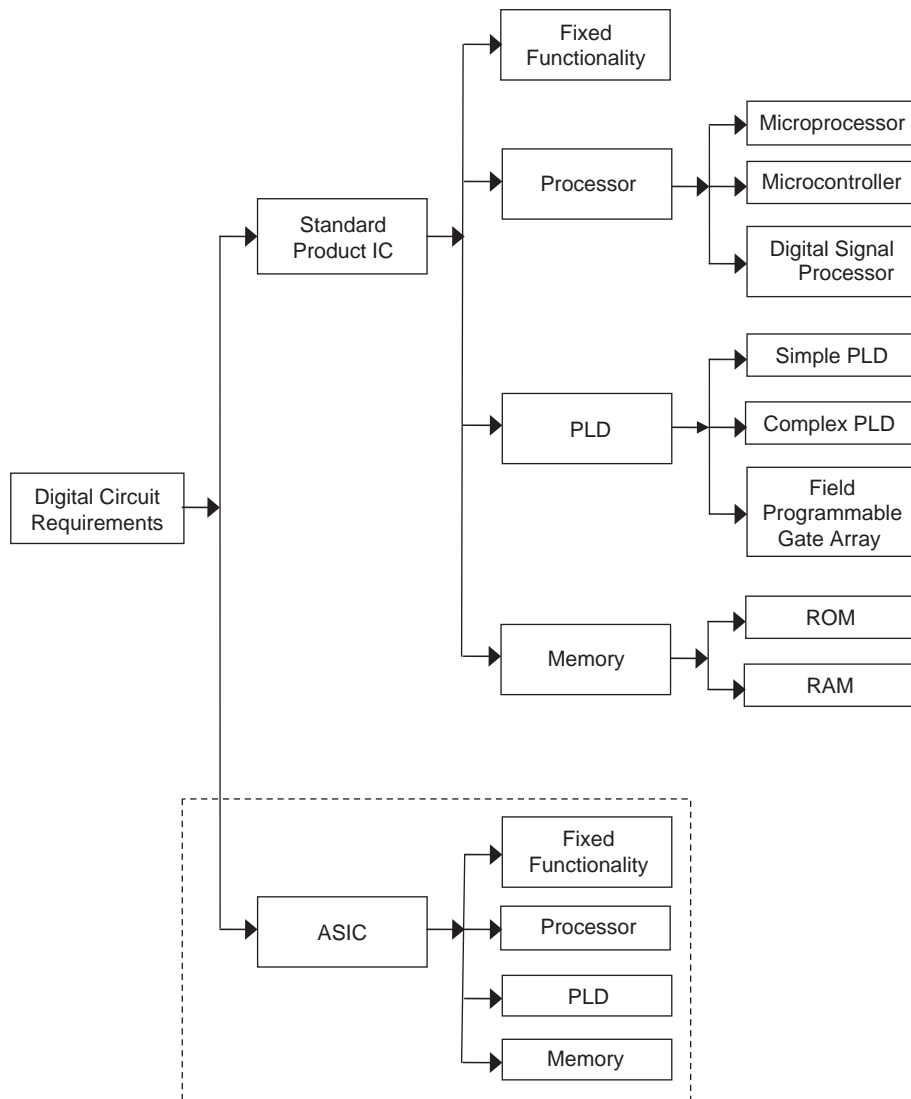 Fixed
Functionality
Microprocessor
Processor
Microcontroller
Standard
Product IC
Digital Signal
Processor
Simple PLD
PLD
Complex PLD
Digital Circuit
Requirements
Field
Programmable
Gate Array
ROM
Memory
RAM
Fixed
Functionality
ASIC
Processor
PLD
Memory